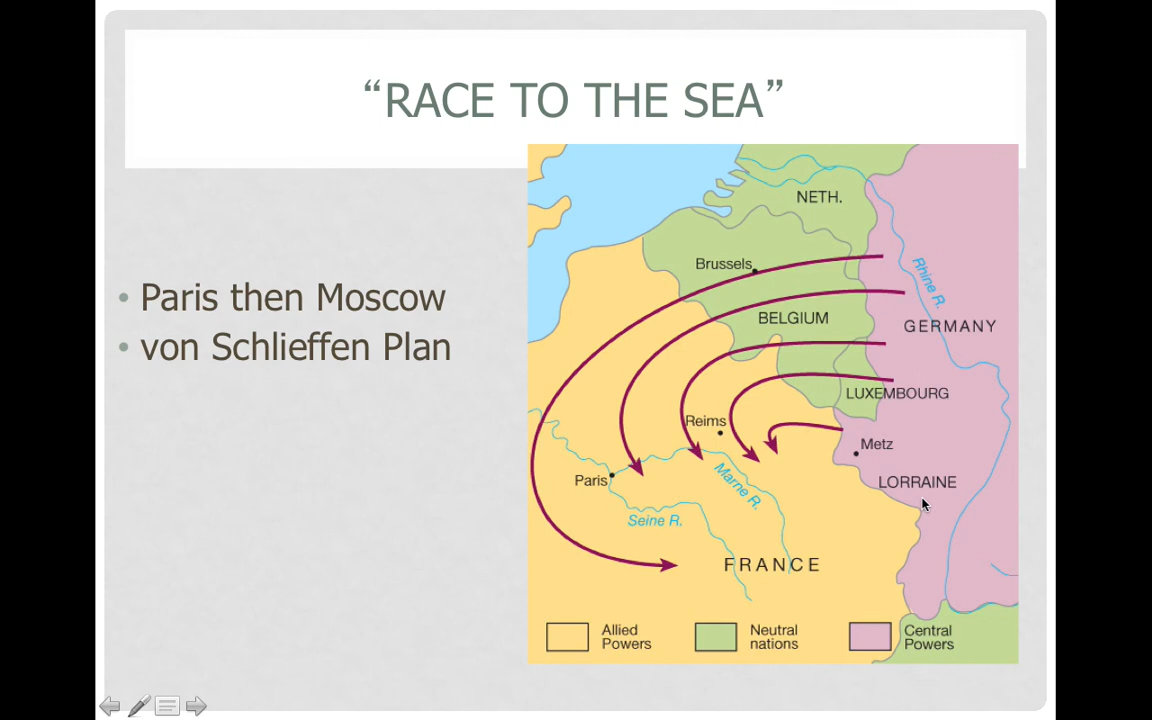 “RACE TO THE SEA”
• Paris then Moscow
• von Schlieffen Plan
NETH.
Brussels
Rhine R.
BELGIUM
GERMANY
LUXEMBOURG
Reims
Metz
Paris
Marne R.
LORRAINE
Seine R.
FRANCE
Allied
Powers
Neutral
nations
Central
Powers